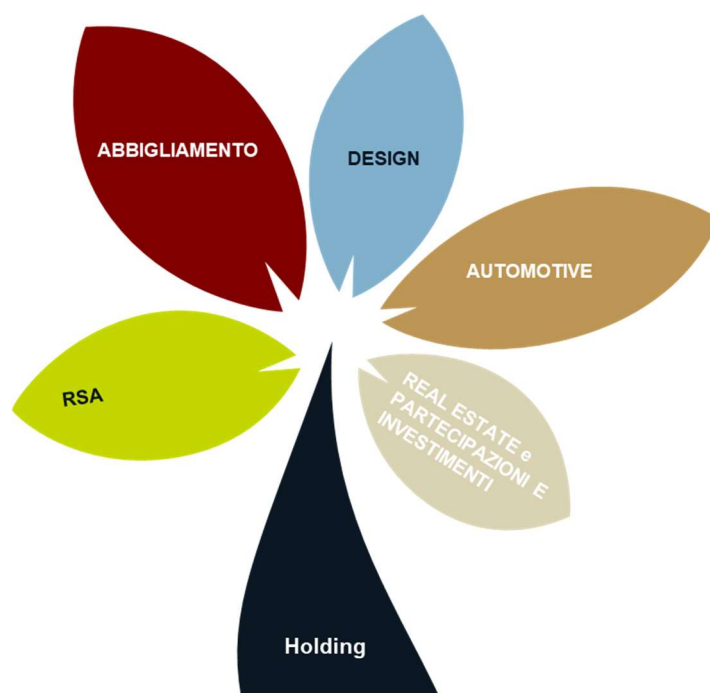 ABBIGLIAMENTO
DESIGN
AUTOMOTIVE
RSA
REAL ESTATE e
PARTECIPAZIONI E
INVESTIMENTI
Holding